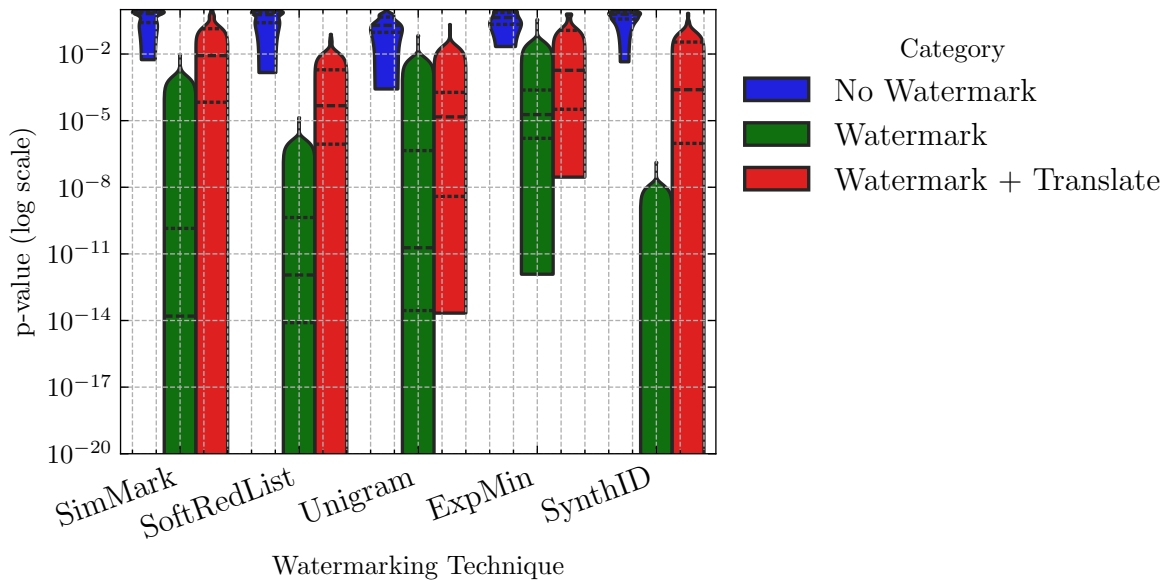 p-value (log scale)
10⁻²
10⁻⁵
10⁻⁸
10⁻¹¹
10⁻¹⁴
10⁻¹⁷
10⁻²⁰
SimMark
SoftRedList
Unigram
ExpMin
SynthID
Watermarking Technique
Category
No Watermark
Watermark
Watermark + Translate